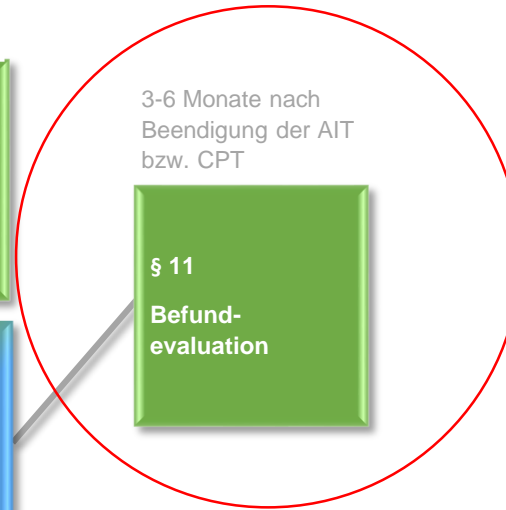 3-6 Monate nach
Beendigung der AIT
bzw. CPT
§ 11
Befund-
evaluation